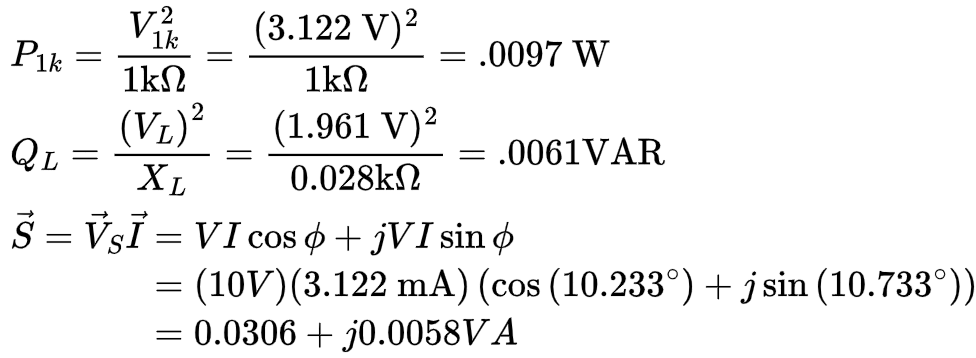 P_{1k} = \frac{V_{1k}^2}{1kΩ} = \frac{(3.122 V)^2}{1kΩ} = .0097 W
Q_L = \frac{(V_L)^2}{X_L} = \frac{(1.961 V)^2}{0.028kΩ} = .0061VAR
\vec{S} = \vec{V}_S\vec{I} = VI cos ϕ + jVI sin ϕ
= (10V)(3.122 mA) (cos (10.233°) + j sin (10.733°))
= 0.0306 + j0.0058VA